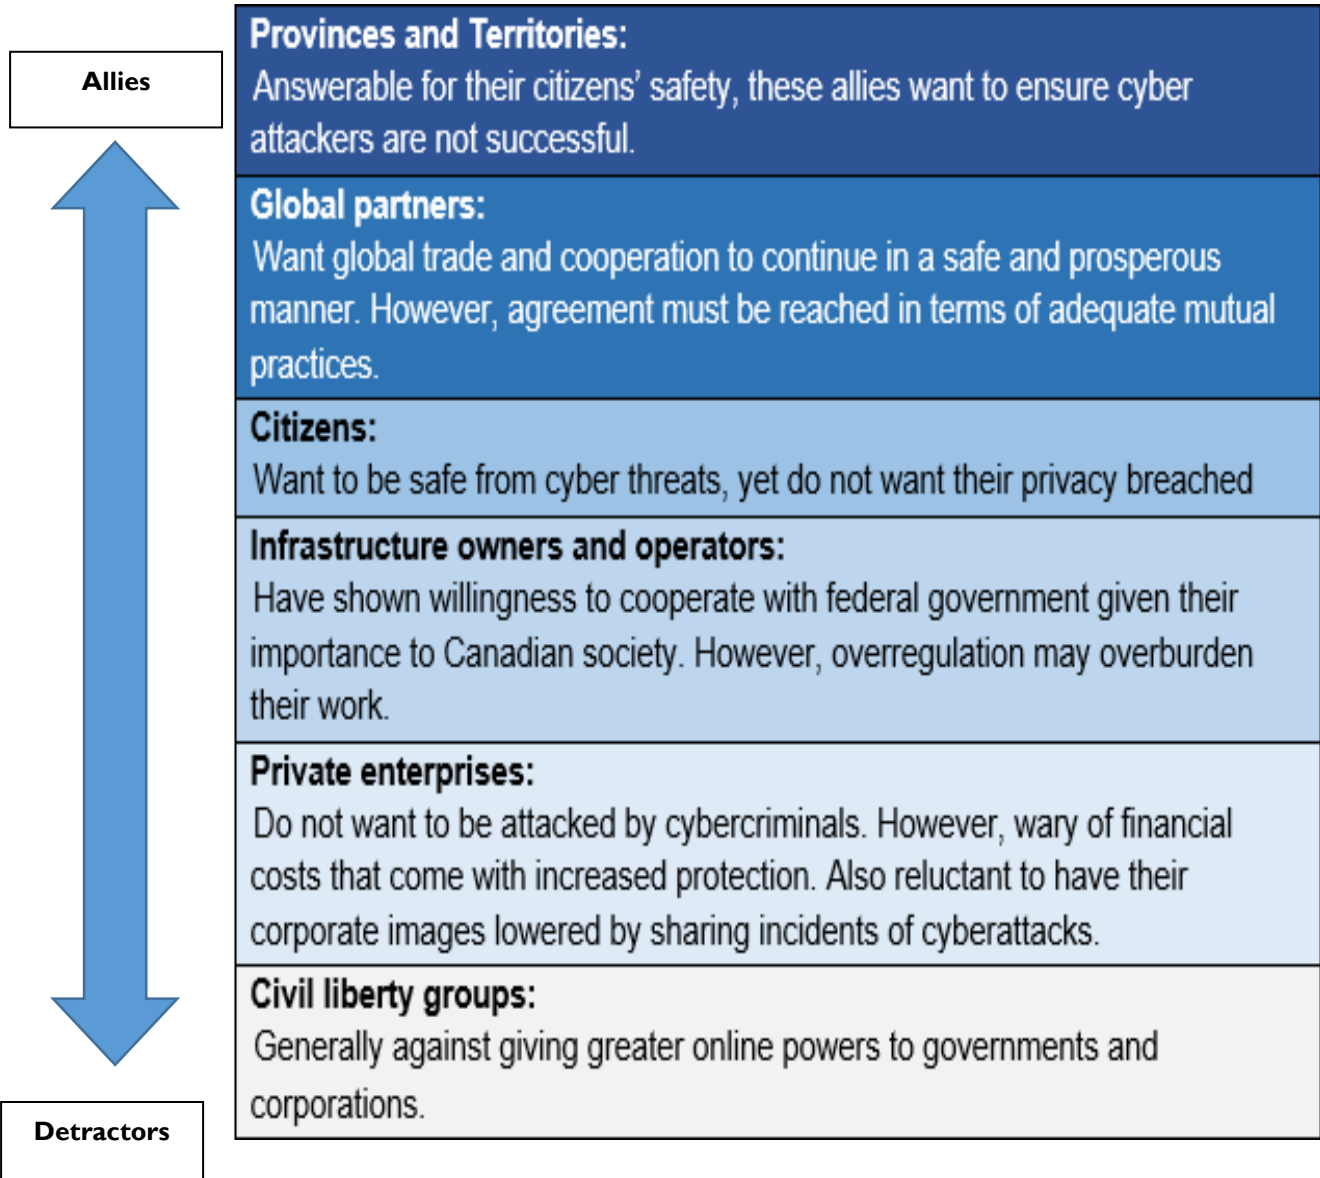 Allies
Provinces and Territories:
Answerable for their citizens’ safety, these allies want to ensure cyber
attackers are not successful.
Global partners:
Want global trade and cooperation to continue in a safe and prosperous
manner. However, agreement must be reached in terms of adequate mutual
practices.
Citizens:
Want to be safe from cyber threats, yet do not want their privacy breached
Infrastructure owners and operators:
Have shown willingness to cooperate with federal government given their
importance to Canadian society. However, overregulation may overburden
their work.
Private enterprises:
Do not want to be attacked by cybercriminals. However, wary of financial
costs that come with increased protection. Also reluctant to have their
corporate images lowered by sharing incidents of cyberattacks.
Civil liberty groups:
Generally against giving greater online powers to governments and
corporations.
Detractors